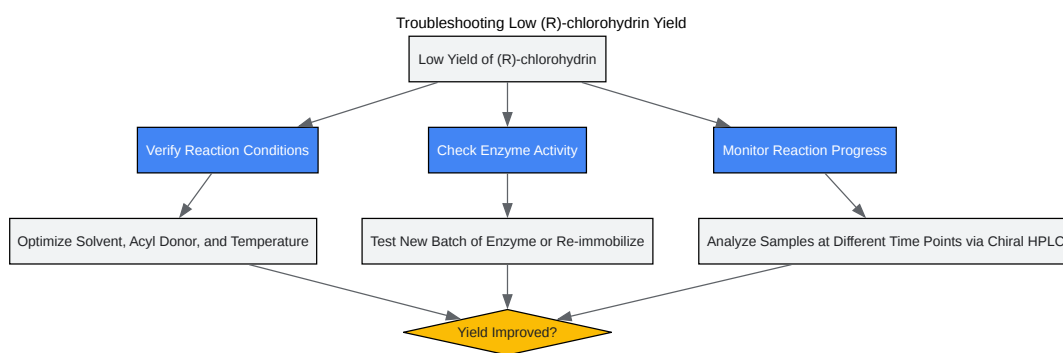 Troubleshooting Low (R)-chlorohydrin Yield
Low Yield of (R)-chlorohydrin
Verify Reaction Conditions
Check Enzyme Activity
Monitor Reaction Progress
Optimize Solvent, Acyl Donor, and Temperature
Test New Batch of Enzyme or Re-immobilize
Analyze Samples at Different Time Points via Chiral HPLC
Yield Improved?